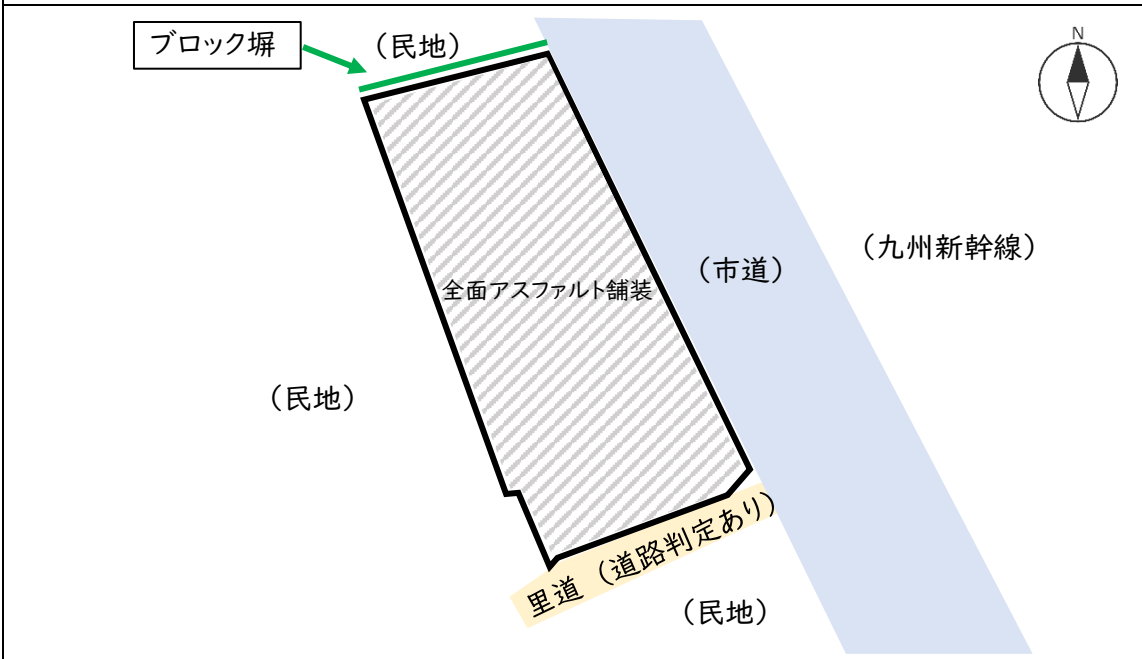 ブロック塀
（民地）
N
（九州新幹線）
（市道）
全面アスファルト舗装
（民地）
里道（道路判定あり）
（民地）